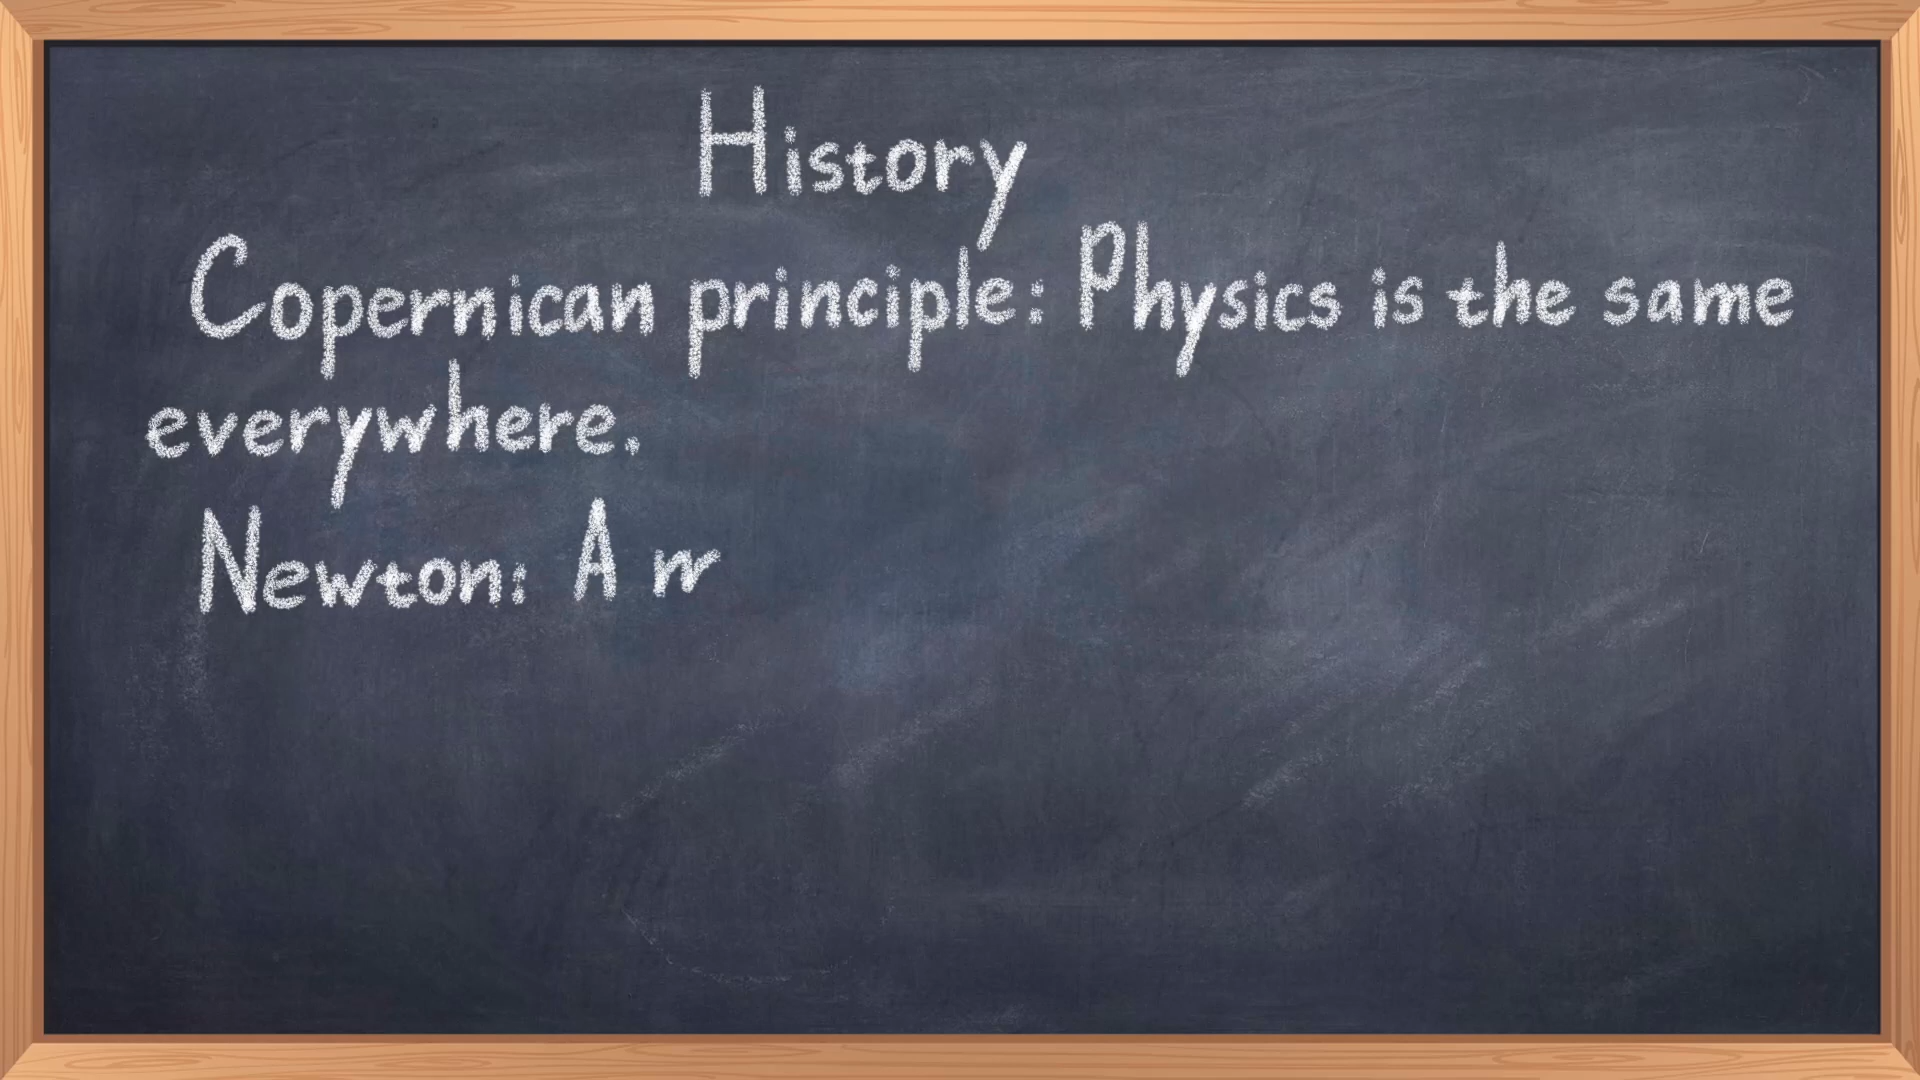 History
Copernican principle: Physics is the same
everywhere.
Newton: A